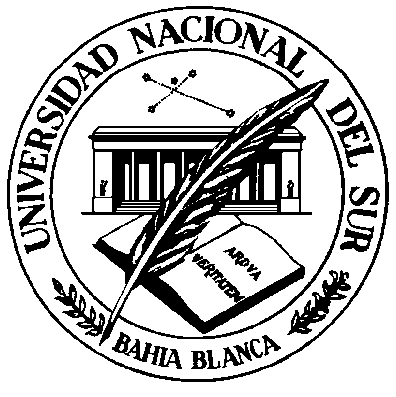 UNIVERSIDAD NACIONAL DEL SUR
ARDVA
VERITATEM
BAHIA BLANCA